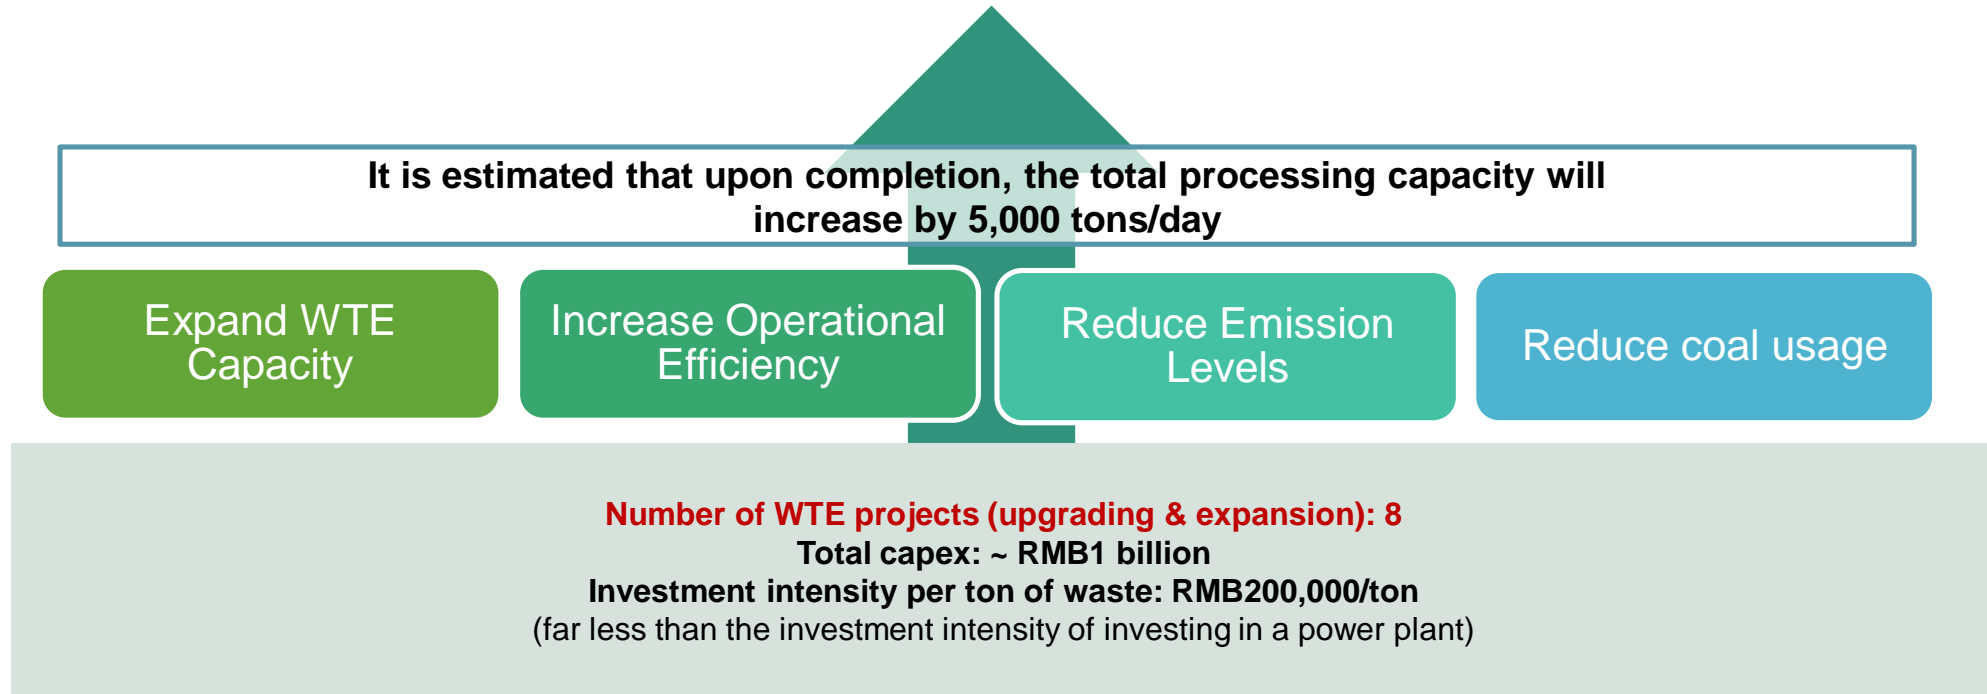 It is estimated that upon completion, the total processing capacity will
increase by 5,000 tons/day
Expand WTE
Capacity
Increase Operational
Efficiency
Reduce Emission
Levels
Reduce coal usage
Number of WTE projects (upgrading & expansion): 8
Total capex: ~ RMB1 billion
Investment intensity per ton of waste: RMB200,000/ton
(far less than the investment intensity of investing in a power plant)